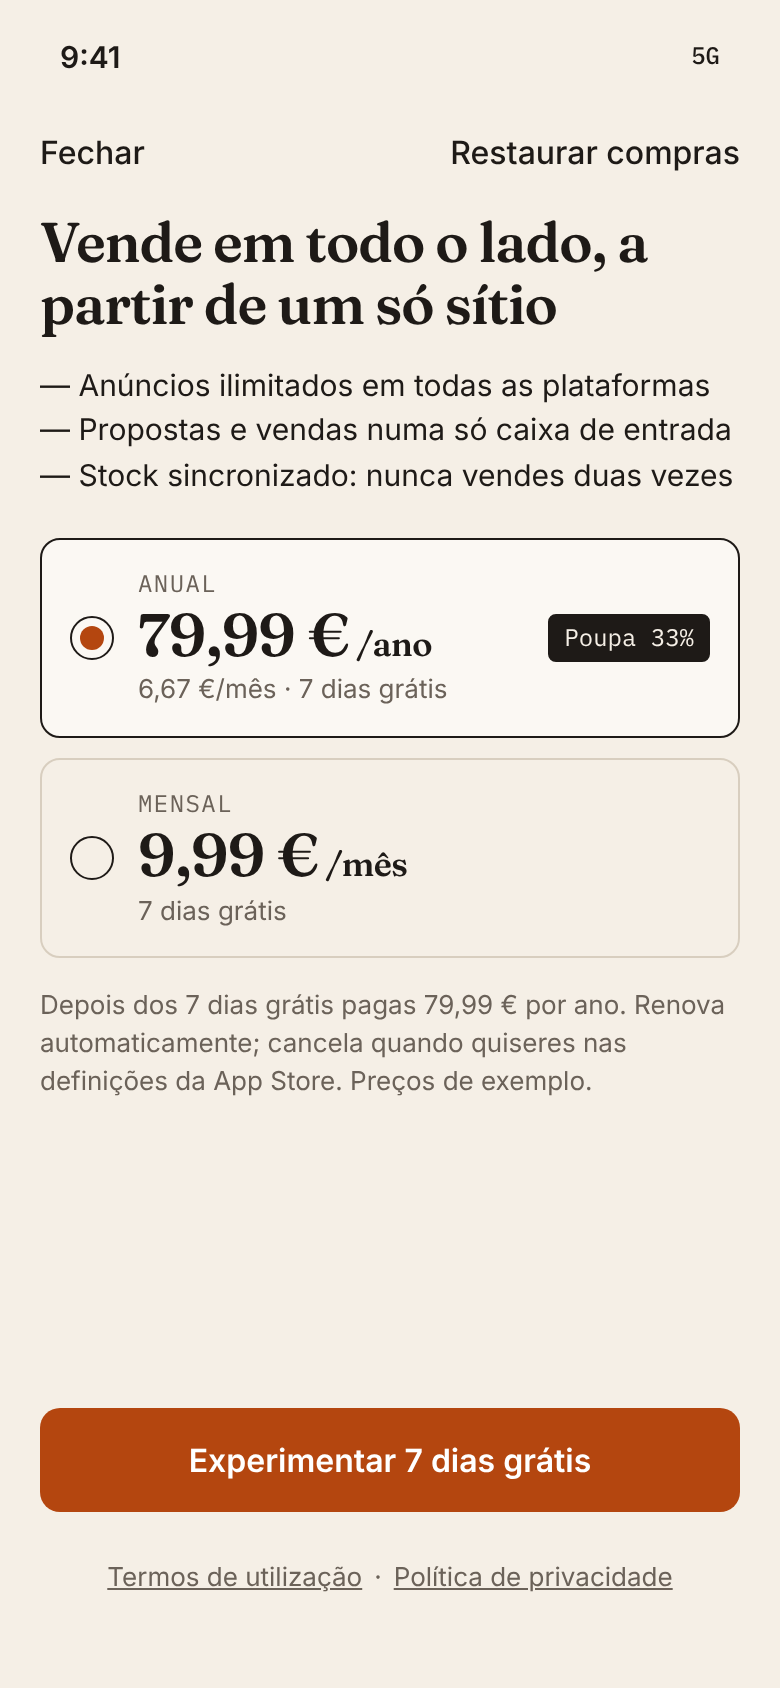 9:41
5G
Fechar
Restaurar compras
Vende em todo o lado, a
partir de um só sítio
— Anúncios ilimitados em todas as plataformas
— Propostas e vendas numa só caixa de entrada
— Stock sincronizado: nunca vendes duas vezes
ANUAL
79,99 €/ano
Poupa 33%
6,67 €/mês · 7 dias grátis
MENSAL
9,99 €/mês
7 dias grátis
Depois dos 7 dias grátis pagas 79,99 € por ano. Renova
automaticamente; cancela quando quiseres nas
definições da App Store. Preços de exemplo.
Experimentar 7 dias grátis
Termos de utilização · Política de privacidade